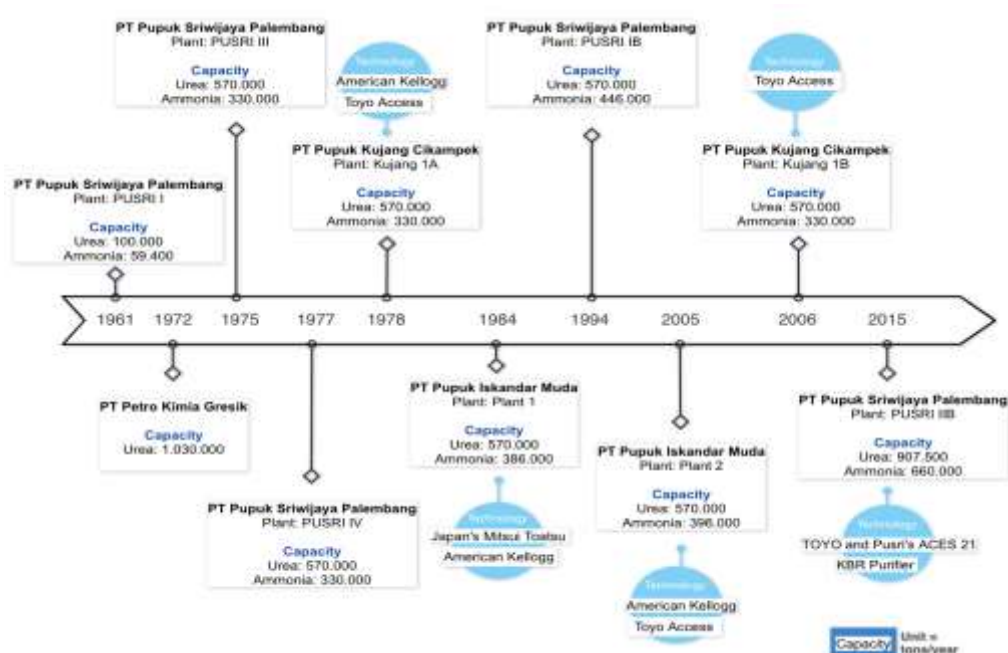 PT Pupuk Sriwijaya Palembang
Plant: PUSRI III
Capacity
Urea: 570.000
Ammonia: 330.000
Technology
American Kellogg
Toyo Access
PT Pupuk Sriwijaya Palembang
Plant: PUSRI IB
Capacity
Urea: 570.000
Ammonia: 446.000
Technology
Toyo Access
PT Pupuk Sriwijaya Palembang
Plant: PUSRI I
Capacity
Urea: 100.000
Ammonia: 59.400
PT Pupuk Kujang Cikampek
Plant: Kujang 1A
Capacity
Urea: 570.000
Ammonia: 330.000
PT Pupuk Kujang Cikampek
Plant: Kujang 1B
Capacity
Urea: 570.000
Ammonia: 330.000
1961 1972 1975 1977 1978 1984 1994 2005 2006 2015
PT Petro Kimia Gresik
Capacity
Urea: 1.030.000
PT Pupuk Sriwijaya Palembang
Plant: PUSRI IV
Capacity
Urea: 570.000
Ammonia: 330.000
PT Pupuk Iskandar Muda
Plant: Plant 1
Capacity
Urea: 570.000
Ammonia: 386.000
Technology
Japan's Mitsui Toatsu
American Kellogg
PT Pupuk Iskandar Muda
Plant: Plant 2
Capacity
Urea: 570.000
Ammonia: 396.000
Technology
American Kellogg
Toyo Access
PT Pupuk Sriwijaya Palembang
Plant: PUSRI IIB
Capacity
Urea: 907.500
Ammonia: 660.000
Technology
TOYO and Pusri's ACES 21
KBR Purifier
Capacity
Unit =
tons/year